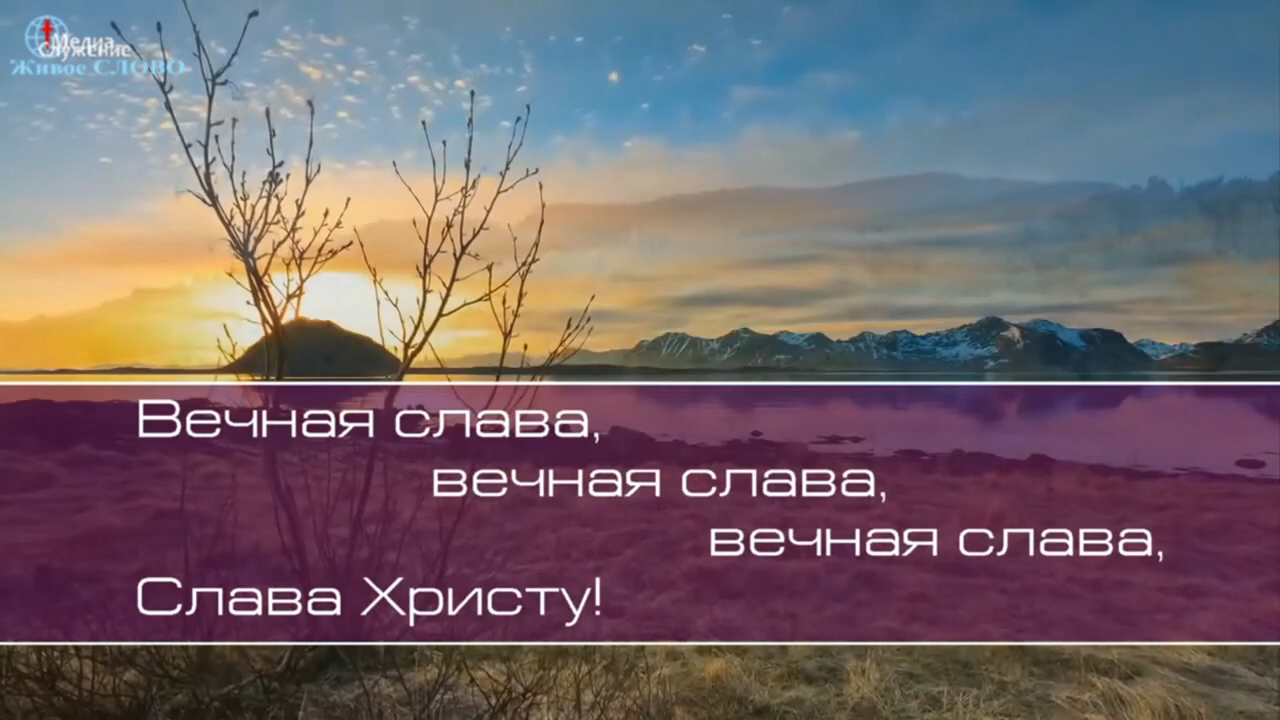 Медиа
Служение
Живое СЛОВО
Вечная слава,
вечная слава,
вечная слава,
Слава Христу!